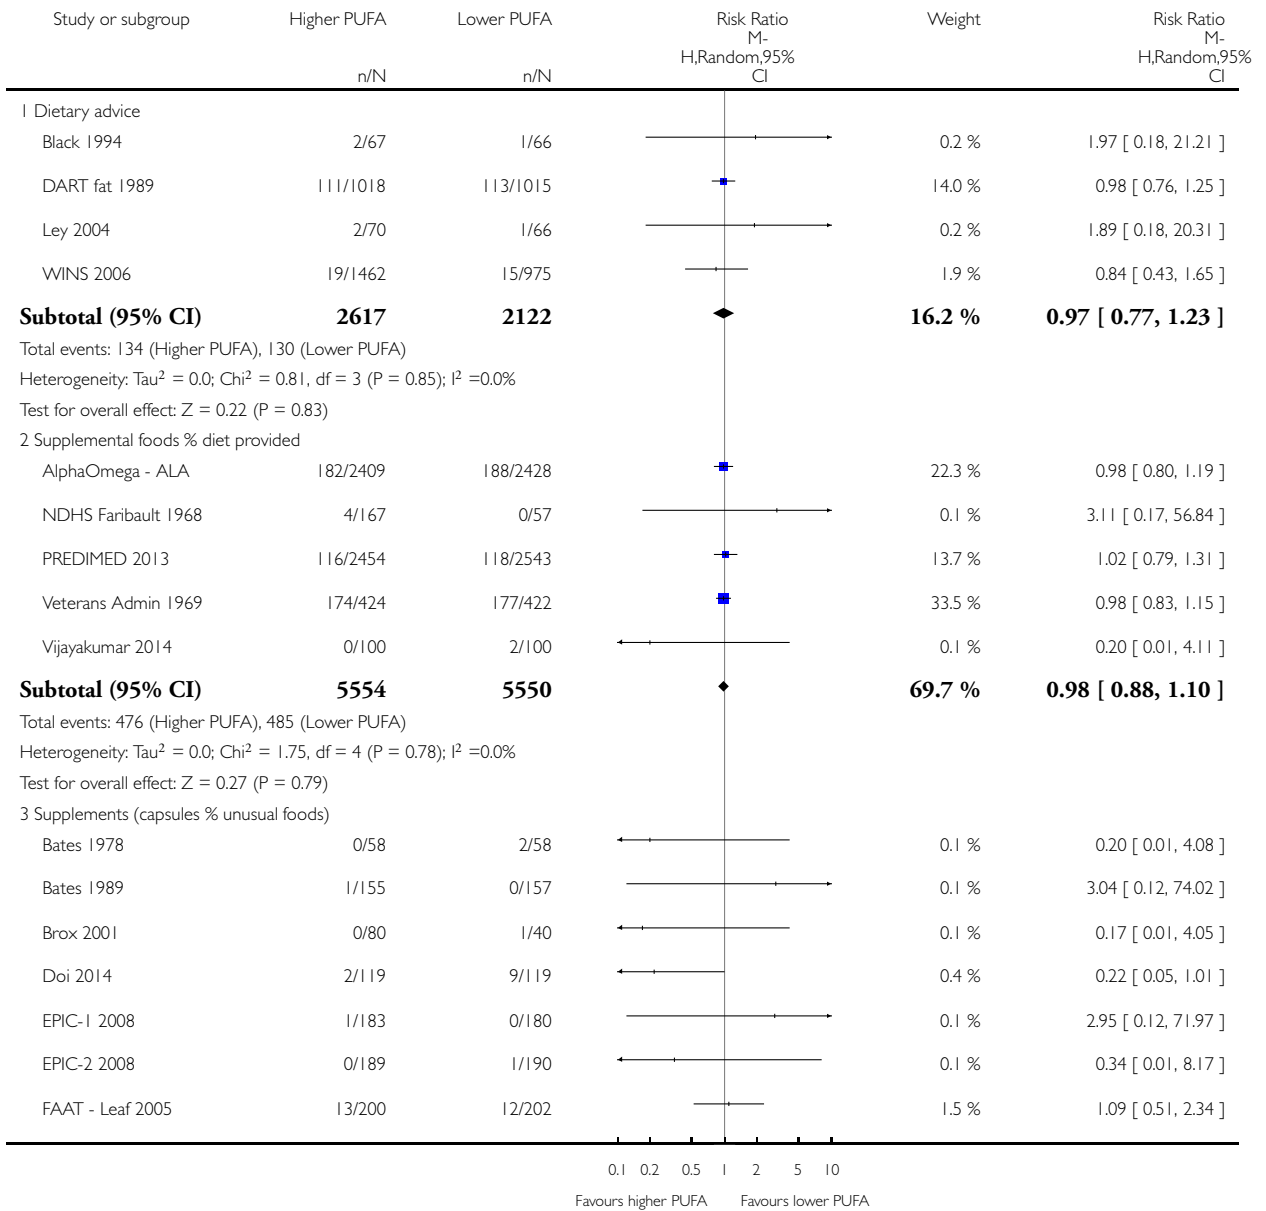 Study or subgroup Higher PUFA Lower PUFA Risk Ratio Weight Risk Ratio
M- M-
H,Random,95% H,Random,95%
n/N n/N CI CI
1 Dietary advice
Black 1994 2/67 1/66 0.2 % 1.97 [ 0.18, 21.21 ]
DART fat 1989 111/1018 113/1015 14.0 % 0.98 [ 0.76, 1.25 ]
Ley 2004 2/70 1/66 0.2 % 1.89 [ 0.18, 20.31 ]
WINS 2006 19/1462 15/975 1.9 % 0.84 [ 0.43, 1.65 ]
Subtotal (95% CI) 2617 2122 16.2 % 0.97 [ 0.77, 1.23 ]
Total events: 134 (Higher PUFA), 130 (Lower PUFA)
Heterogeneity: Tau² = 0.0; Chi² = 0.81, df = 3 (P = 0.85); I² =0.0%
Test for overall effect: Z = 0.22 (P = 0.83)
2 Supplemental foods % diet provided
AlphaOmega - ALA 182/2409 188/2428 22.3 % 0.98 [ 0.80, 1.19 ]
NDHS Faribault 1968 4/167 0/57 0.1 % 3.11 [ 0.17, 56.84 ]
PREDIMED 2013 116/2454 118/2543 13.7 % 1.02 [ 0.79, 1.31 ]
Veterans Admin 1969 174/424 177/422 33.5 % 0.98 [ 0.83, 1.15 ]
Vijayakumar 2014 0/100 2/100 0.1 % 0.20 [ 0.01, 4.11 ]
Subtotal (95% CI) 5554 5550 69.7 % 0.98 [ 0.88, 1.10 ]
Total events: 476 (Higher PUFA), 485 (Lower PUFA)
Heterogeneity: Tau² = 0.0; Chi² = 1.75, df = 4 (P = 0.78); I² =0.0%
Test for overall effect: Z = 0.27 (P = 0.79)
3 Supplements (capsules % unusual foods)
Bates 1978 0/58 2/58 0.1 % 0.20 [ 0.01, 4.08 ]
Bates 1989 1/155 0/157 0.1 % 3.04 [ 0.12, 74.02 ]
Brox 2001 0/80 1/40 0.1 % 0.17 [ 0.01, 4.05 ]
Doi 2014 2/119 9/119 0.4 % 0.22 [ 0.05, 1.01 ]
EPIC-1 2008 1/183 0/180 0.1 % 2.95 [ 0.12, 71.97 ]
EPIC-2 2008 0/189 1/190 0.1 % 0.34 [ 0.01, 8.17 ]
FAAT - Leaf 2005 13/200 12/202 1.5 % 1.09 [ 0.51, 2.34 ]
0.1 0.2 0.5 1 2 5 10
Favours higher PUFA Favours lower PUFA